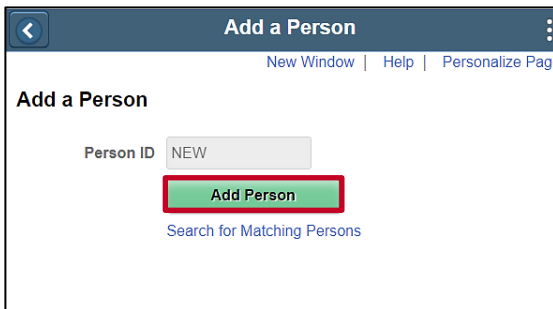 Add a Person
New Window | Help | Personalize Pag
Add a Person
Person ID NEW
Add Person
Search for Matching Persons